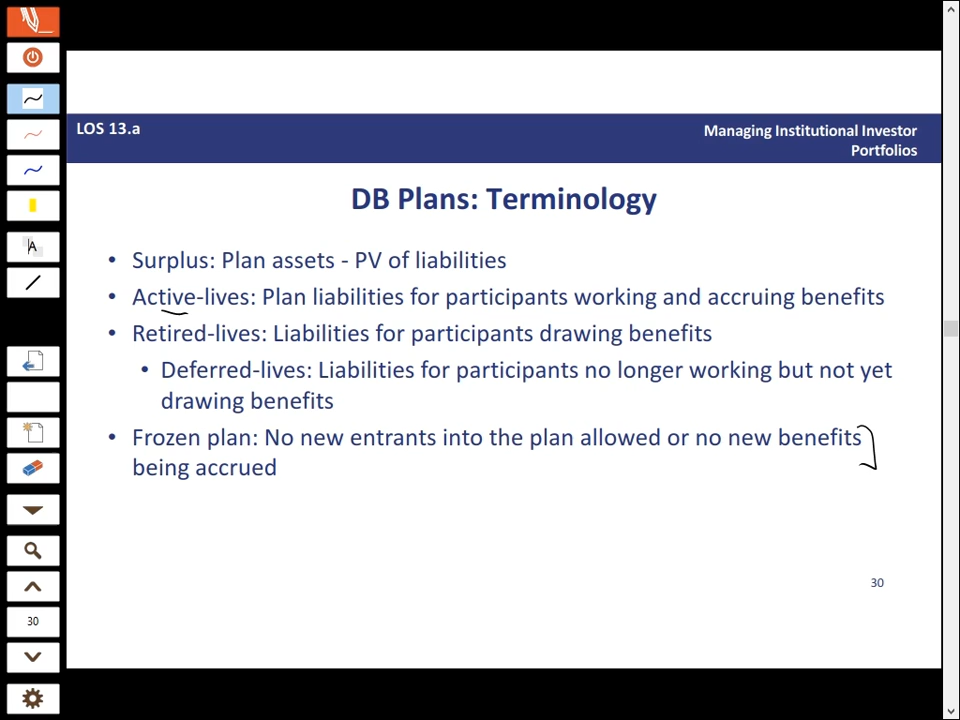 LOS 13.a
Managing Institutional Investor
Portfolios
DB Plans: Terminology
• Surplus: Plan assets - PV of liabilities
• Active-lives: Plan liabilities for participants working and accruing benefits
• Retired-lives: Liabilities for participants drawing benefits
• Deferred-lives: Liabilities for participants no longer working but not yet
drawing benefits
• Frozen plan: No new entrants into the plan allowed or no new benefits
being accrued
30
A
30